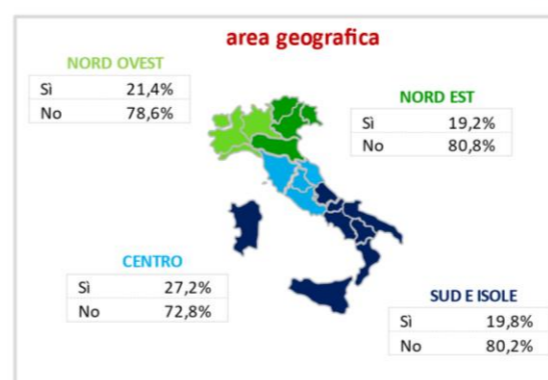 area geografica
NORD OVEST
Sì 21,4%
No 78,6%
NORD EST
Sì 19,2%
No 80,8%
CENTRO
Sì 27,2%
No 72,8%
SUD E ISOLE
Sì 19,8%
No 80,2%